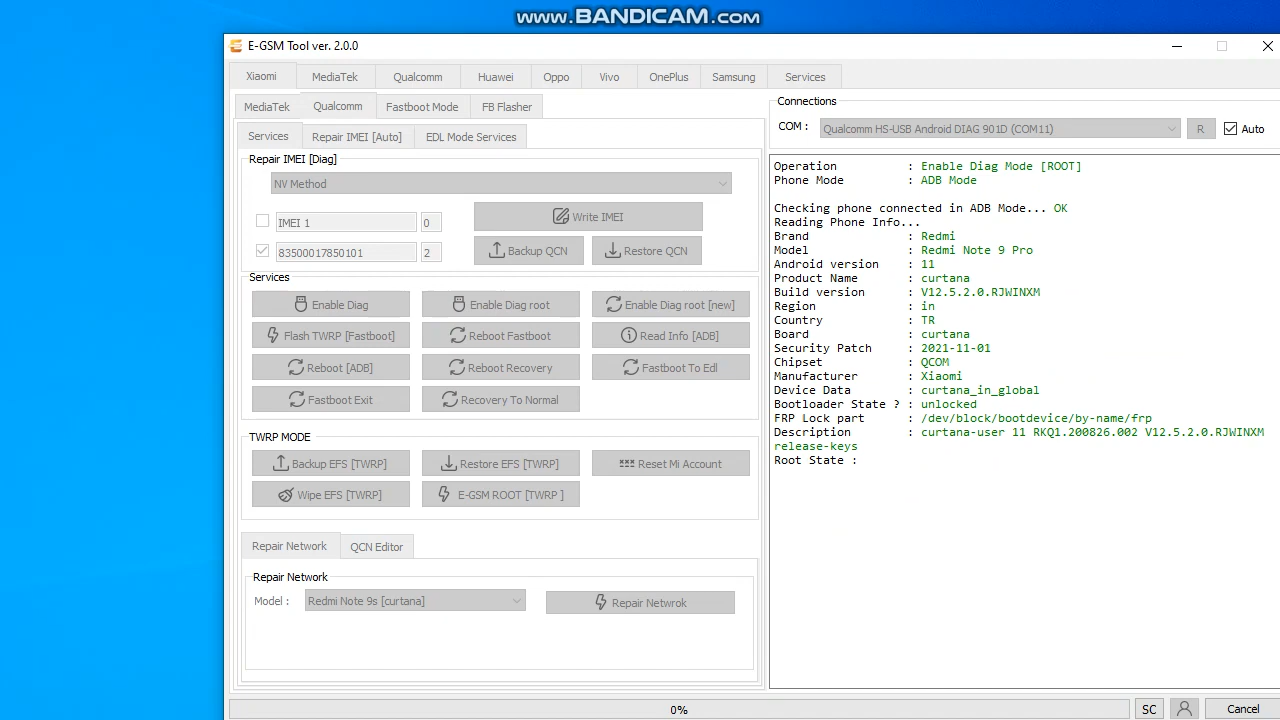 www.BANDICAM.com
E-GSM Tool ver. 2.0.0
Xiaomi MediaTek Qualcomm Huawei Oppo Vivo OnePlus Samsung Services
MediaTek Qualcomm Fastboot Mode FB Flasher
Services Repair IMEI [Auto] EDL Mode Services
Repair IMEI [Diag]
NV Method
IMEI 1 0 Write IMEI
83500017850101 2 Backup QCN Restore QCN
Services
Enable Diag Enable Diag root Enable Diag root [new]
Flash TWRP [Fastboot] Reboot Fastboot Read Info [ADB]
Reboot [ADB] Reboot Recovery Fastboot To Edl
Fastboot Exit Recovery To Normal
TWRP MODE
Backup EFS [TWRP] Restore EFS [TWRP] Reset Mi Account
Wipe EFS [TWRP] E-GSM ROOT [TWRP ]
Repair Network QCN Editor
Repair Network
Model : Redmi Note 9s [curtana] Repair Netwrok
Connections
COM : Qualcomm HS-USB Android DIAG 901D (COM11) R Auto
Operation : Enable Diag Mode [ROOT]
Phone Mode : ADB Mode
Checking phone connected in ADB Mode... OK
Reading Phone Info...
Brand : Redmi
Model : Redmi Note 9 Pro
Android version : 11
Product Name : curtana
Build version : V12.5.2.0.RJWINXM
Region : in
Country : TR
Board : curtana
Security Patch : 2021-11-01
Chipset : QCOM
Manufacturer : Xiaomi
Device Data : curtana_in_global
Bootloader State ? : unlocked
FRP Lock part : /dev/block/bootdevice/by-name/frp
Description : curtana-user 11 RKQ1.200826.002 V12.5.2.0.RJWINXM
release-keys
Root State :
0% SC Cancel